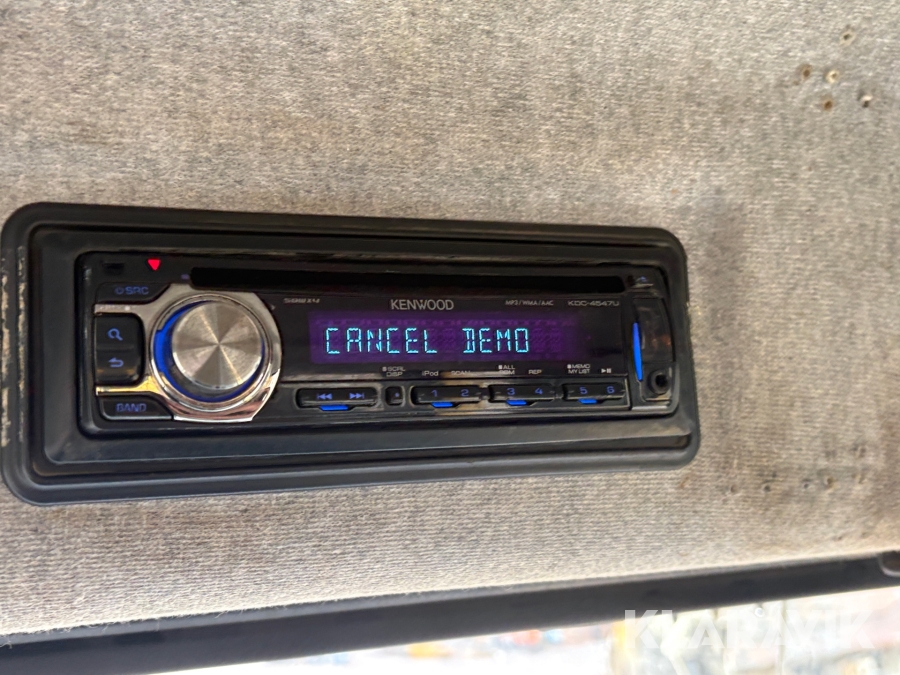 SRC
KENWOOD
MP3/WMA/AAC
KDC-4547U
CANCEL DEMO
SCRL
DISP
iPod
SCAN
ALL
RDM
REP
MEMO
MY LIST
1 2
3 4
5 6
BAND
KLARAVIK